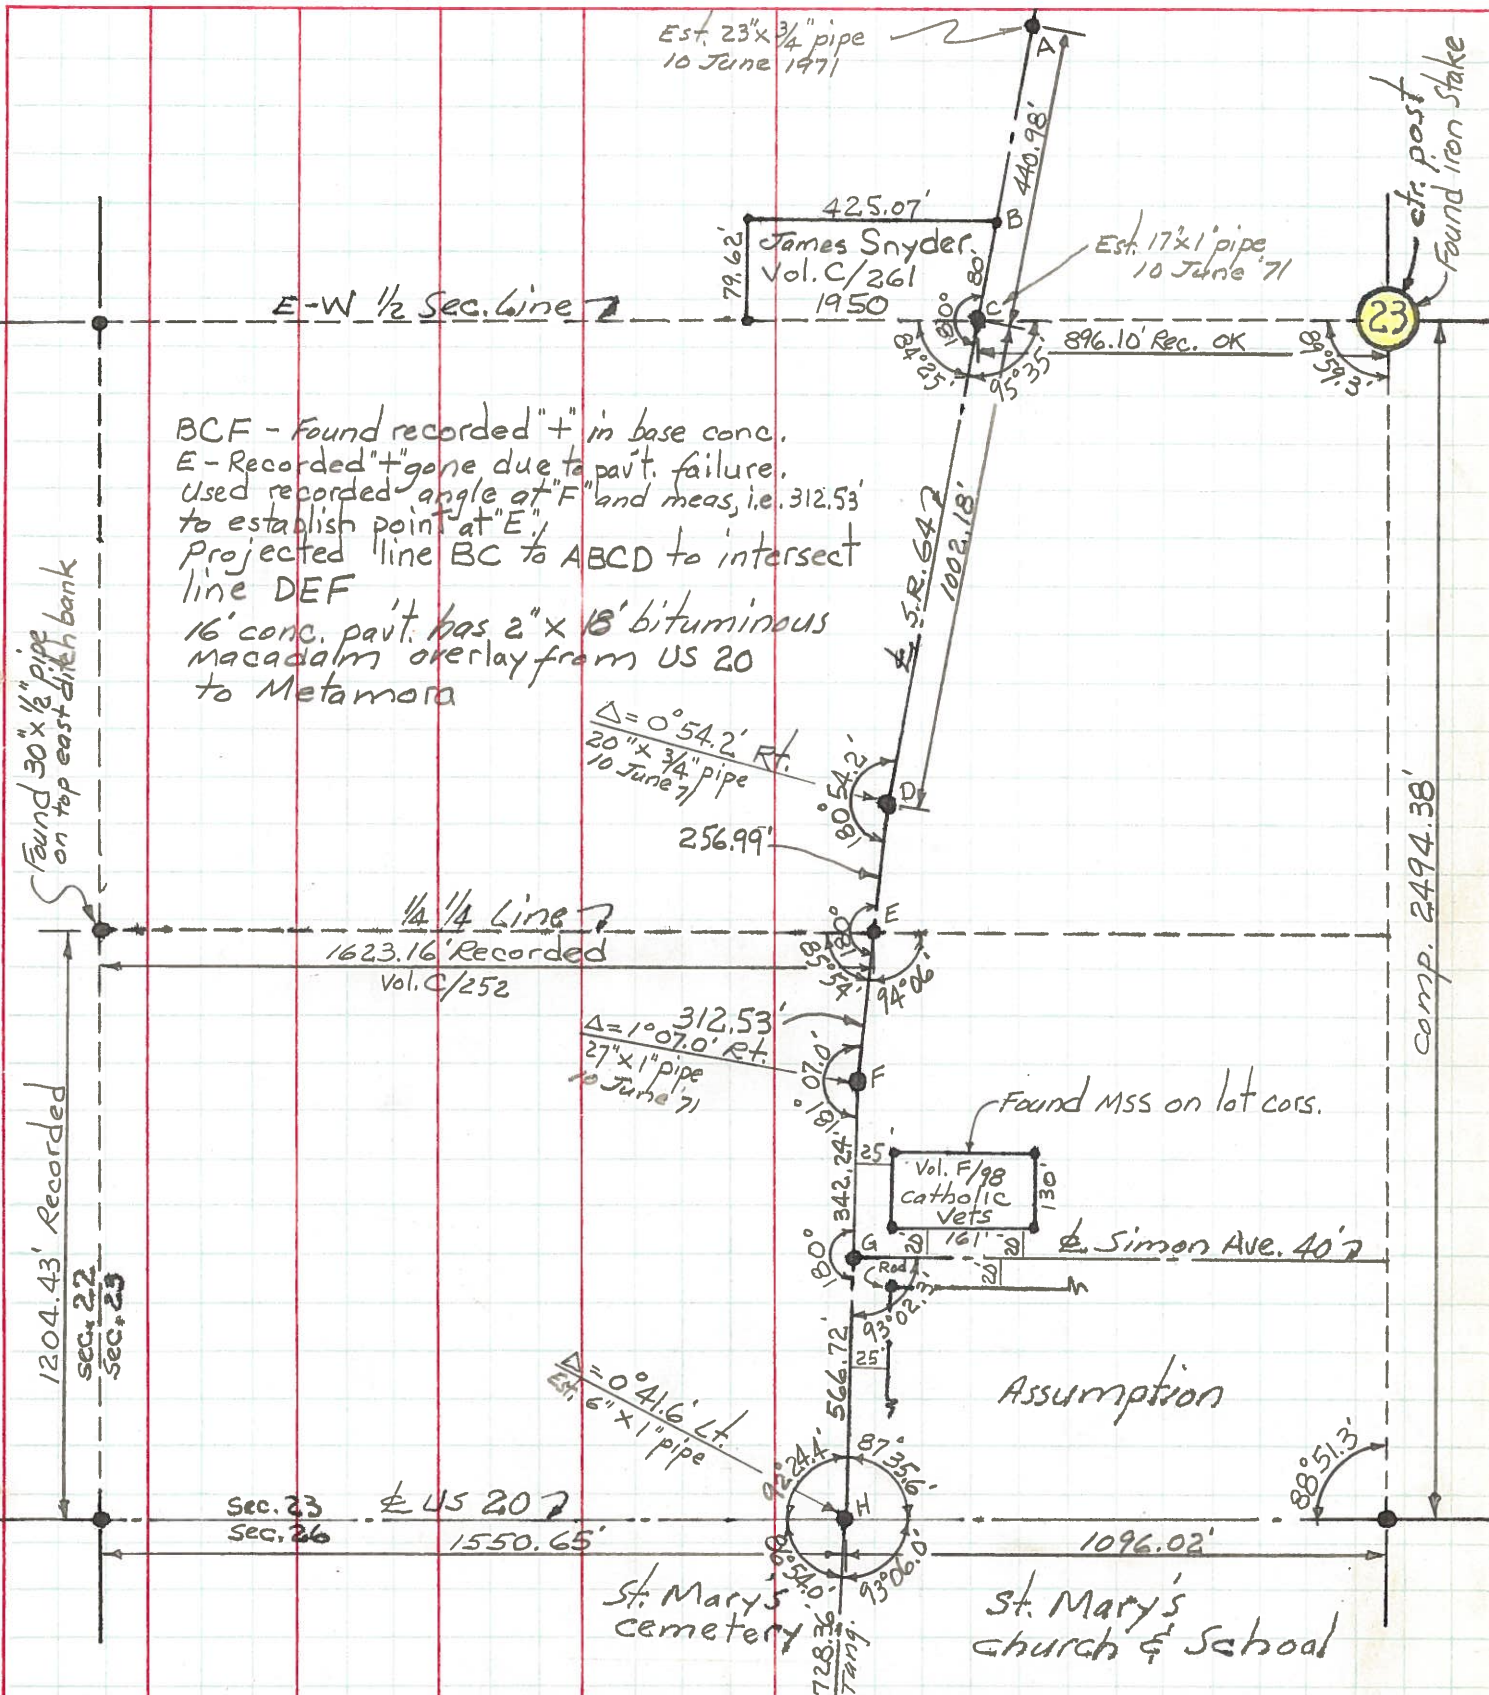 Est. 23"x 3/4" pipe
10 June 1971
A
440.98'
ctr. post
Found Iron Stake
425.07'
B
James Snyder.
Vol. C/261
1950
79.62'
80'
Est. 17"x1" pipe
10 June '71
E-W 1/2 Sec. Line
180°
C
23
84°25'
95°35'
896.10' Rec. OK
89°59.3'
BCF - Found recorded "+" in base conc.
E - Recorded "+" gone due to pav't. failure.
Used recorded angle at "F" and meas, i.e. 312.53'
to establish point at "E",
Projected line BC to ABCD to intersect
line DEF
16' conc. pav't. has 2" x 18' bituminous
Macadalm overlay from US 20
to Metamora
℄ S.R. 64
1002.18'
Found 30"x 1/2" pipe
on top east ditch bank
Δ= 0°54.2' Rt.
20"x 3/4" pipe
10 June 71
180°54.2'
D
256.99'
Comp. 2494.38'
1/4 1/4 Line
1623.16' Recorded
Vol. C/252
E
180°
85°54'
94°06'
312.53'
Δ= 1°07.0' Rt.
27"x1" pipe
10 June '71
181°07.0'
F
Found MSS on lot cors.
1204.43' Recorded
Sec. 22
Sec. 23
342.24'
25'
Vol. F/98
Catholic
Vets
130'
161'
20'
20'
20'
G
180°
Rod
℄ Simon Ave. 40'
93°02.3'
566.72'
25'
Assumption
Δ= 0°41.6' Lt.
Est. 6"x1" pipe
92°24.4'
87°35.6'
88°51.3'
Sec. 23
Sec. 26
℄ US 20
H
1550.65'
1096.02'
86°54.0'
93°06.0'
St. Mary's
cemetery
728.36'
Tang.
St. Mary's
Church & School